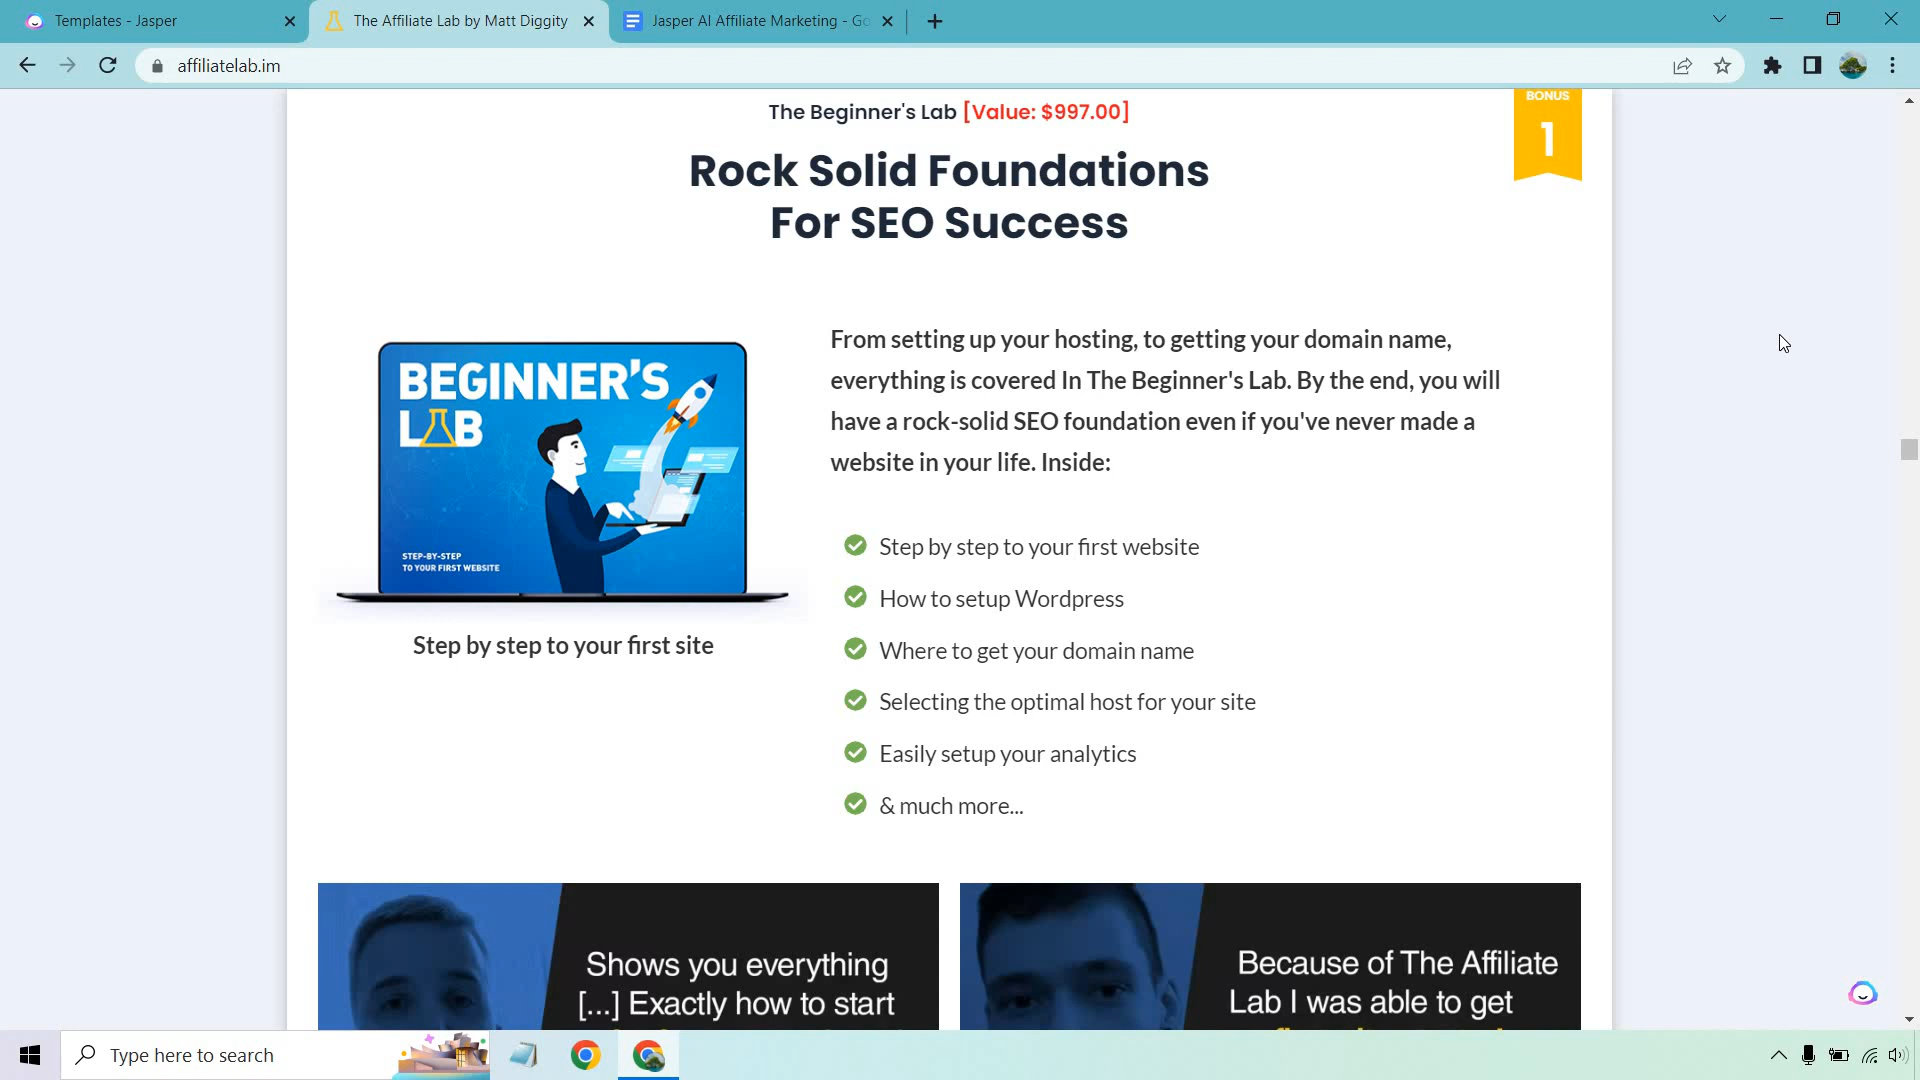 Templates - Jasper
The Affiliate Lab by Matt Diggity
Jasper AI Affiliate Marketing - Go
affiliatelab.im
The Beginner's Lab [Value: $997.00]
BONUS
1
Rock Solid Foundations
For SEO Success
BEGINNER'S
LAB
STEP-BY-STEP
TO YOUR FIRST WEBSITE
Step by step to your first site
From setting up your hosting, to getting your domain name,
everything is covered In The Beginner's Lab. By the end, you will
have a rock-solid SEO foundation even if you've never made a
website in your life. Inside:
Step by step to your first website
How to setup Wordpress
Where to get your domain name
Selecting the optimal host for your site
Easily setup your analytics
& much more...
Shows you everything
[...] Exactly how to start
Because of The Affiliate
Lab I was able to get
Type here to search